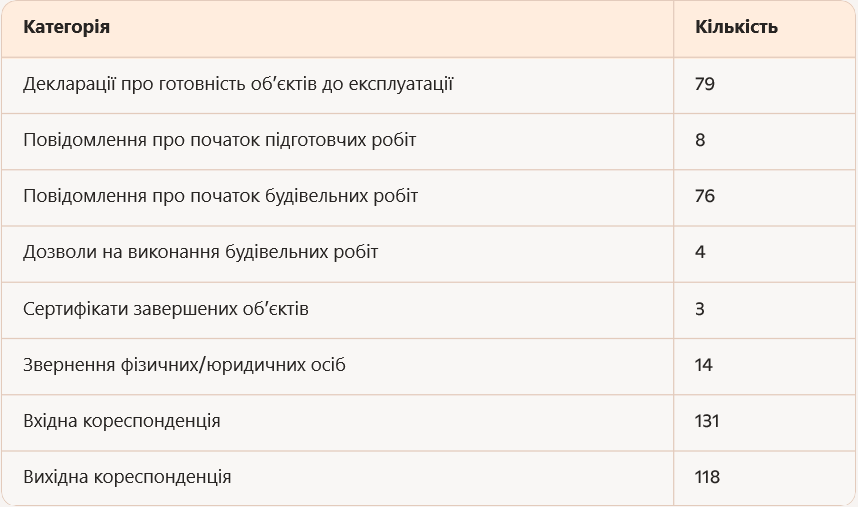 Категорія Кількість
Декларації про готовність об’єктів до експлуатації 79
Повідомлення про початок підготовчих робіт 8
Повідомлення про початок будівельних робіт 76
Дозволи на виконання будівельних робіт 4
Сертифікати завершених об’єктів 3
Звернення фізичних/юридичних осіб 14
Вхідна кореспонденція 131
Вихідна кореспонденція 118